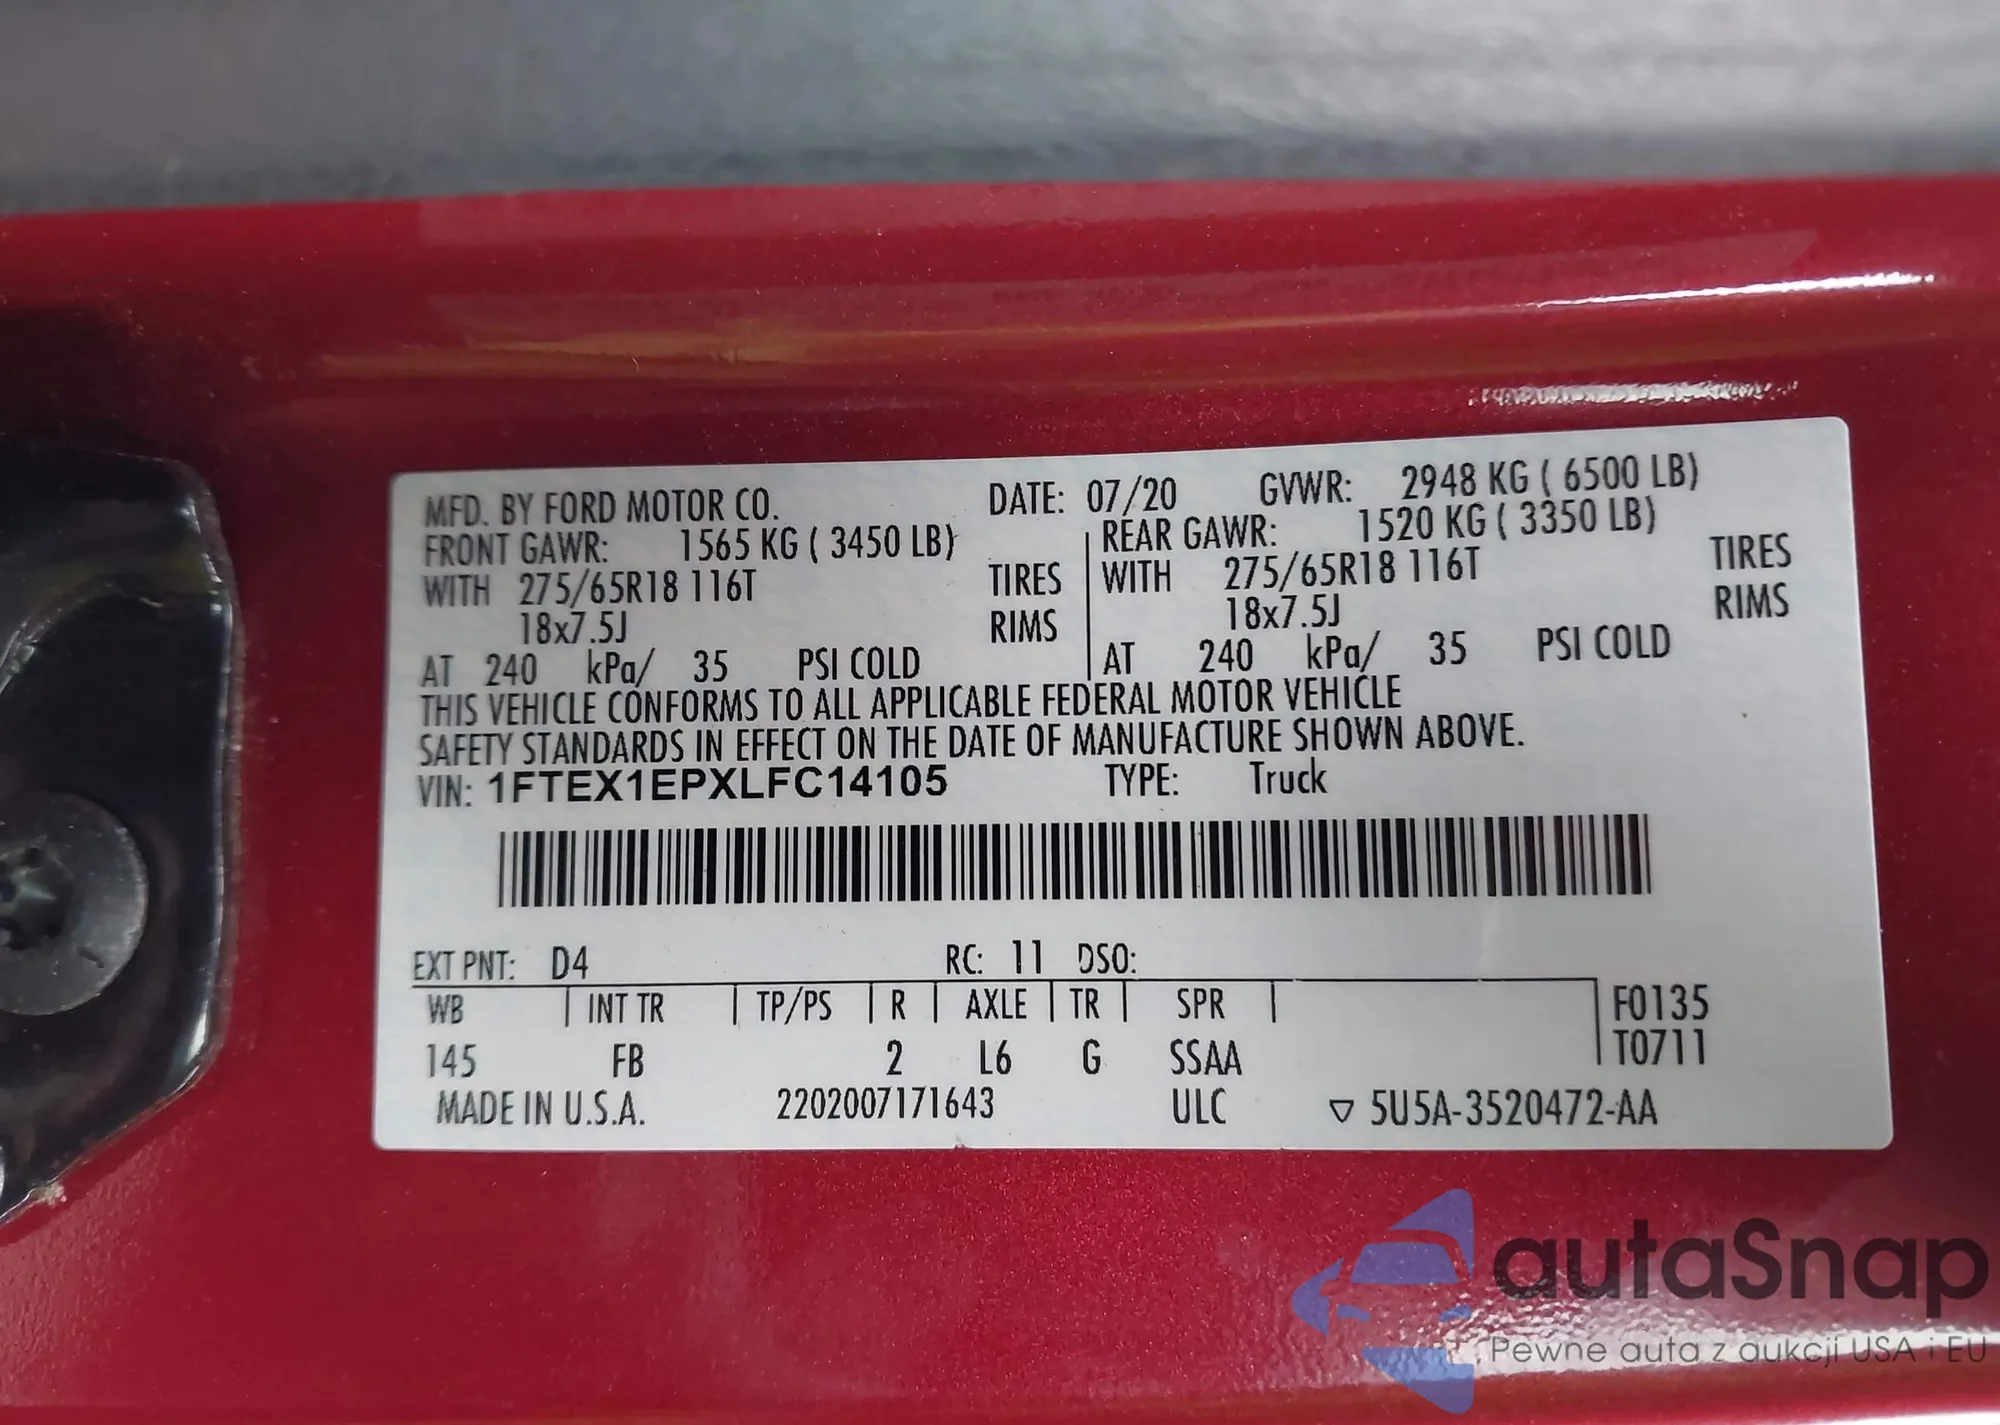 MFD. BY FORD MOTOR CO. DATE: 07/20 GVWR: 2948 KG ( 6500 LB)
FRONT GAWR: 1565 KG ( 3450 LB) REAR GAWR: 1520 KG ( 3350 LB)
WITH 275/65R18 116T TIRES WITH 275/65R18 116T TIRES
18x7.5J RIMS 18x7.5J RIMS
AT 240 kPa/ 35 PSI COLD AT 240 kPa/ 35 PSI COLD
THIS VEHICLE CONFORMS TO ALL APPLICABLE FEDERAL MOTOR VEHICLE
SAFETY STANDARDS IN EFFECT ON THE DATE OF MANUFACTURE SHOWN ABOVE.
VIN: 1FTEX1EPXLFC14105 TYPE: Truck
EXT PNT: D4 RC: 11 DSO:
WB INT TR TP/PS R AXLE TR SPR F0135
145 FB 2 L6 G SSAA T0711
MADE IN U.S.A. 2202007171643 ULC ▽ 5U5A-3520472-AA
autaSnap
Pewne auta z aukcji USA i EU